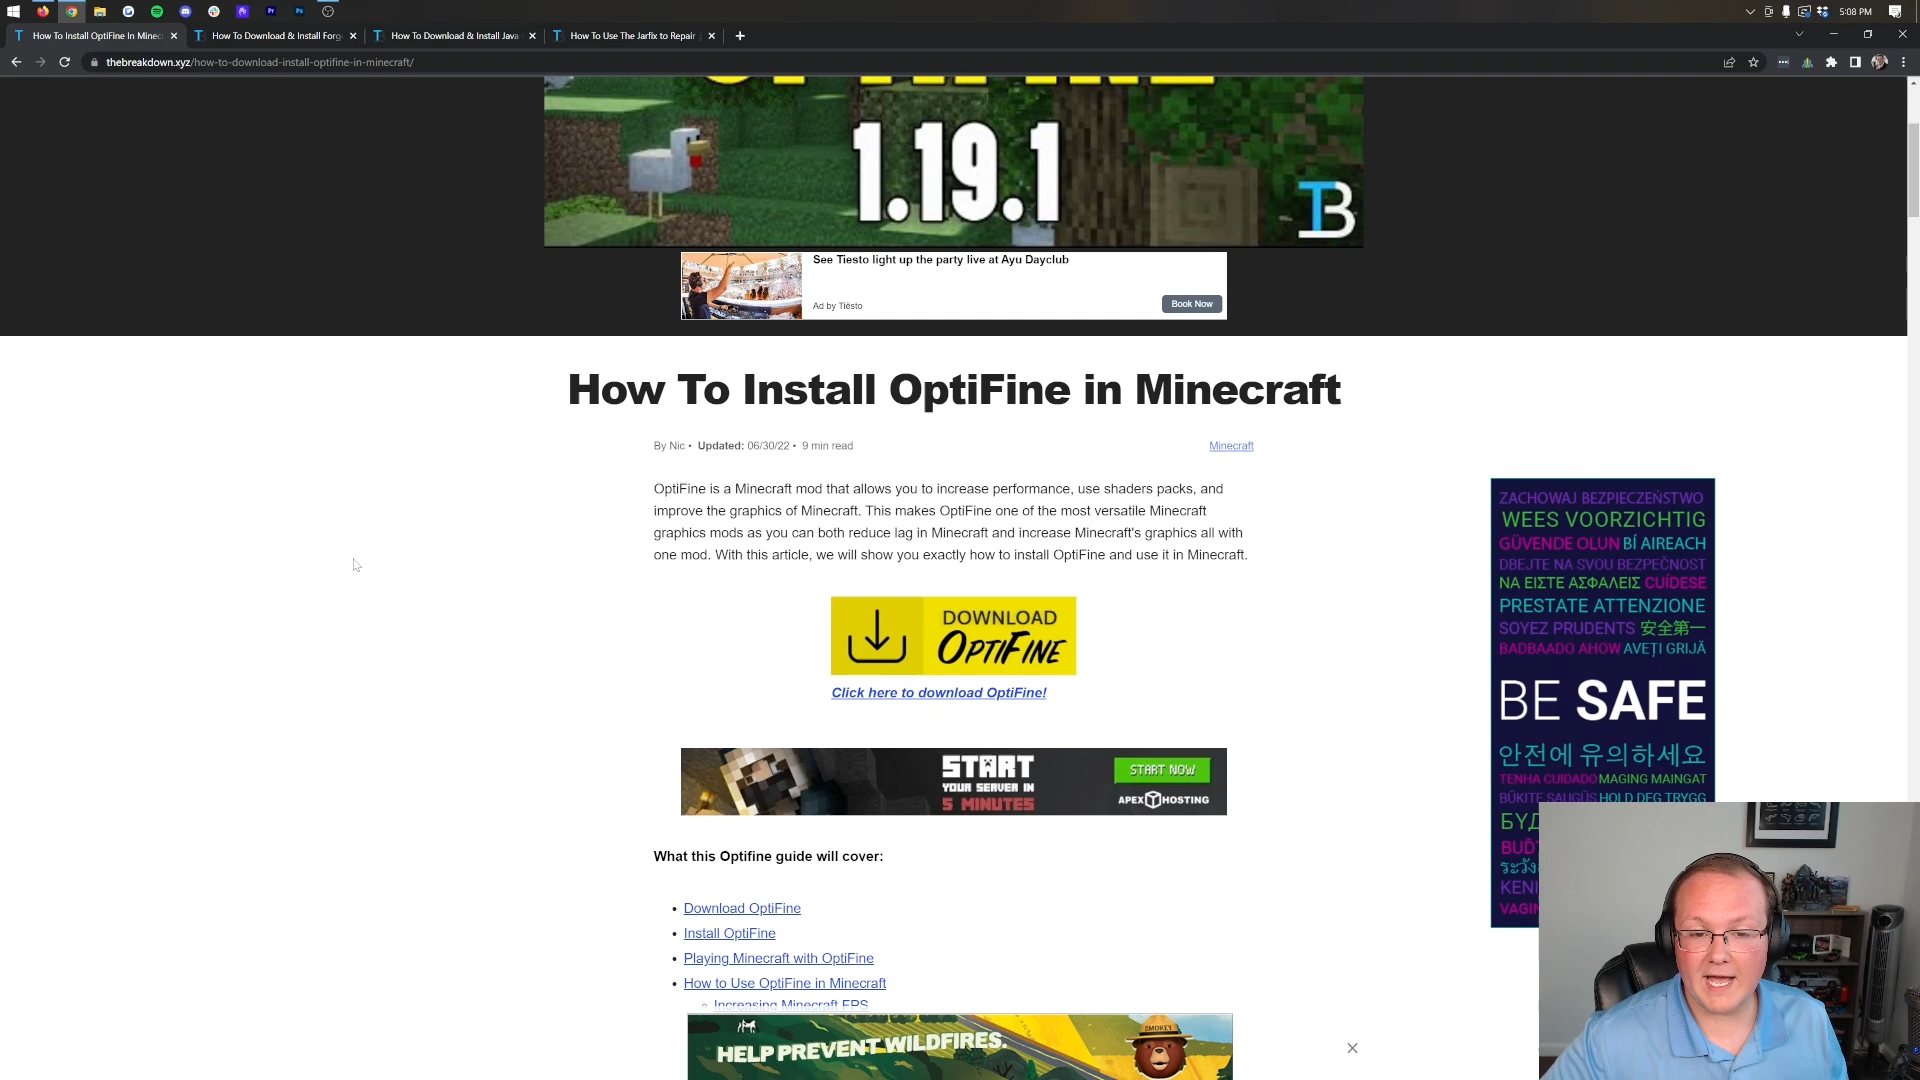 5:08 PM
How To Install OptiFine In Minec
How To Download & Install Forg
How To Download & Install Java
How To Use The Jarfix to Repair
thebreakdown.xyz/how-to-download-install-optifine-in-minecraft/
1.19.1
TB
See Tiesto light up the party live at Ayu Dayclub
Ad by Tiësto
Book Now
How To Install OptiFine in Minecraft
By Nic • Updated: 06/30/22 • 9 min read
Minecraft
OptiFine is a Minecraft mod that allows you to increase performance, use shaders packs, and
improve the graphics of Minecraft. This makes OptiFine one of the most versatile Minecraft
graphics mods as you can both reduce lag in Minecraft and increase Minecraft's graphics all with
one mod. With this article, we will show you exactly how to install OptiFine and use it in Minecraft.
DOWNLOAD
OPTIFINE
Click here to download OptiFine!
START
YOUR SERVER IN
5 MINUTES
START NOW
APEX HOSTING
What this Optifine guide will cover:
• Download OptiFine
• Install OptiFine
• Playing Minecraft with OptiFine
• How to Use OptiFine in Minecraft
Increasing Minecraft FPS
HELP PREVENT WILDFIRES.
SMOKEY
ZACHOWAJ BEZPIECZEŃSTWO
WEES VOORZICHTIG
GÜVENDE OLUN BÍ AIREACH
DBEJTE NA SVOU BEZPEČNOST
ΝΑ ΕΙΣΤΕ ΑΣΦΑΛΕΙΣ CUÍDESE
PRESTATE ATTENZIONE
SOYEZ PRUDENTS 安全第一
BADBAADO AHOW AVEȚI GRIJĂ
BE SAFE
안전에 유의하세요
TENHA CUIDADO MAGING MAINGAT
BŪKITE SAUGŪS HOLD DEG TRYGG